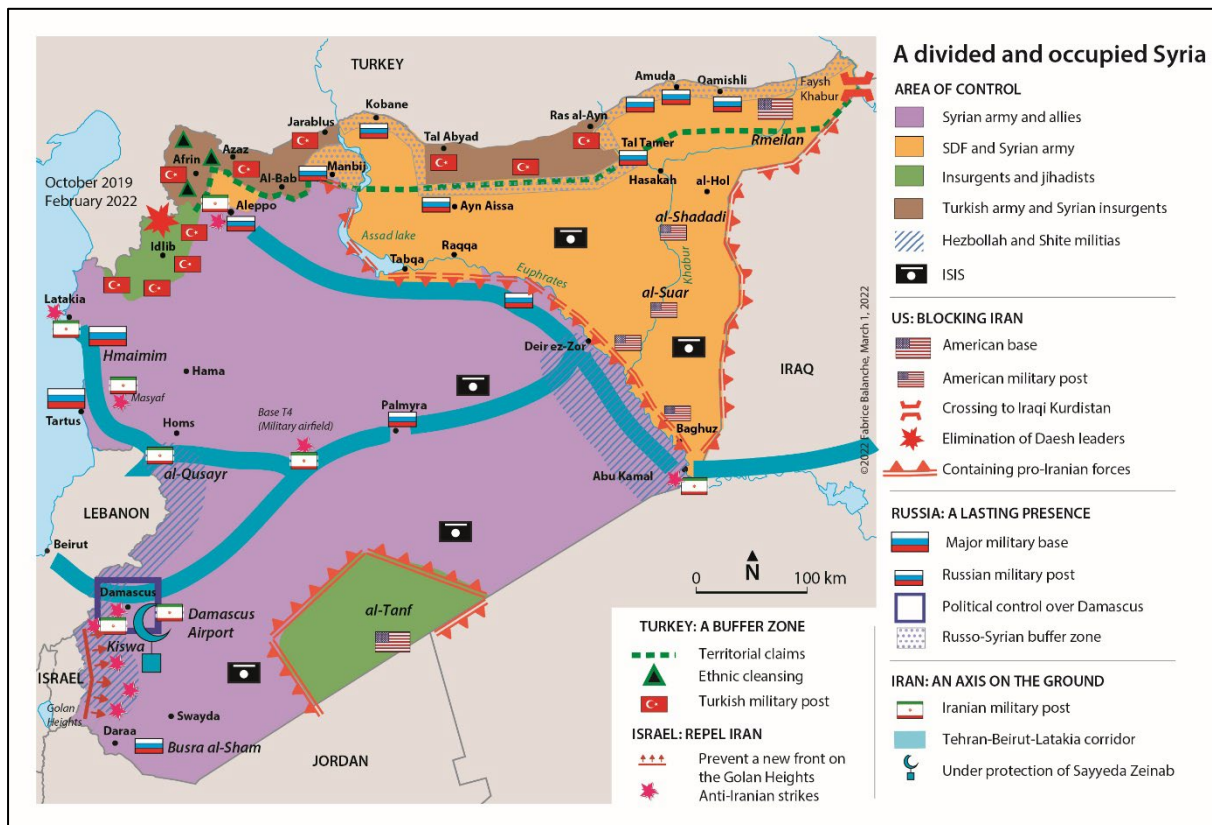 A divided and occupied Syria
AREA OF CONTROL
Syrian army and allies
SDF and Syrian army
Insurgents and jihadists
Turkish army and Syrian insurgents
Hezbollah and Shite militias
ISIS
US: BLOCKING IRAN
American base
American military post
Crossing to Iraqi Kurdistan
Elimination of Daesh leaders
Containing pro-Iranian forces
RUSSIA: A LASTING PRESENCE
Major military base
Russian military post
Political control over Damascus
Russo-Syrian buffer zone
IRAN: AN AXIS ON THE GROUND
Iranian military post
Tehran-Beirut-Latakia corridor
Under protection of Sayyeda Zeinab
TURKEY: A BUFFER ZONE
Territorial claims
Ethnic cleansing
Turkish military post
ISRAEL: REPEL IRAN
Prevent a new front on
the Golan Heights
Anti-Iranian strikes
0
100 km
N
©2022 Fabrice Balanche, March 1, 2022
TURKEY
Kobane
Jarablus
Tal Abyad
Ras al-Ayn
Amuda
Qamishli
Faysh
Khabur
Rmeilan
Tal Tamer
Hasakah
al-Hol
Afrin
Azaz
Al-Bab
Manbij
October 2019
February 2022
Aleppo
Idlib
Ayn Aissa
al-Shadadi
Khabur
Assad lake
Raqqa
Tabqa
Euphrates
al-Suar
Latakia
Hmaimim
Deir ez-Zor
IRAQ
Hama
Masyaf
Tartus
Homs
Base T4
(Military airfield)
Palmyra
Baghuz
al-Qusayr
Abu Kamal
LEBANON
Beirut
Damascus
Damascus
Airport
Kiswa
al-Tanf
ISRAEL
Golan
Heights
Swayda
Daraa
Busra al-Sham
JORDAN